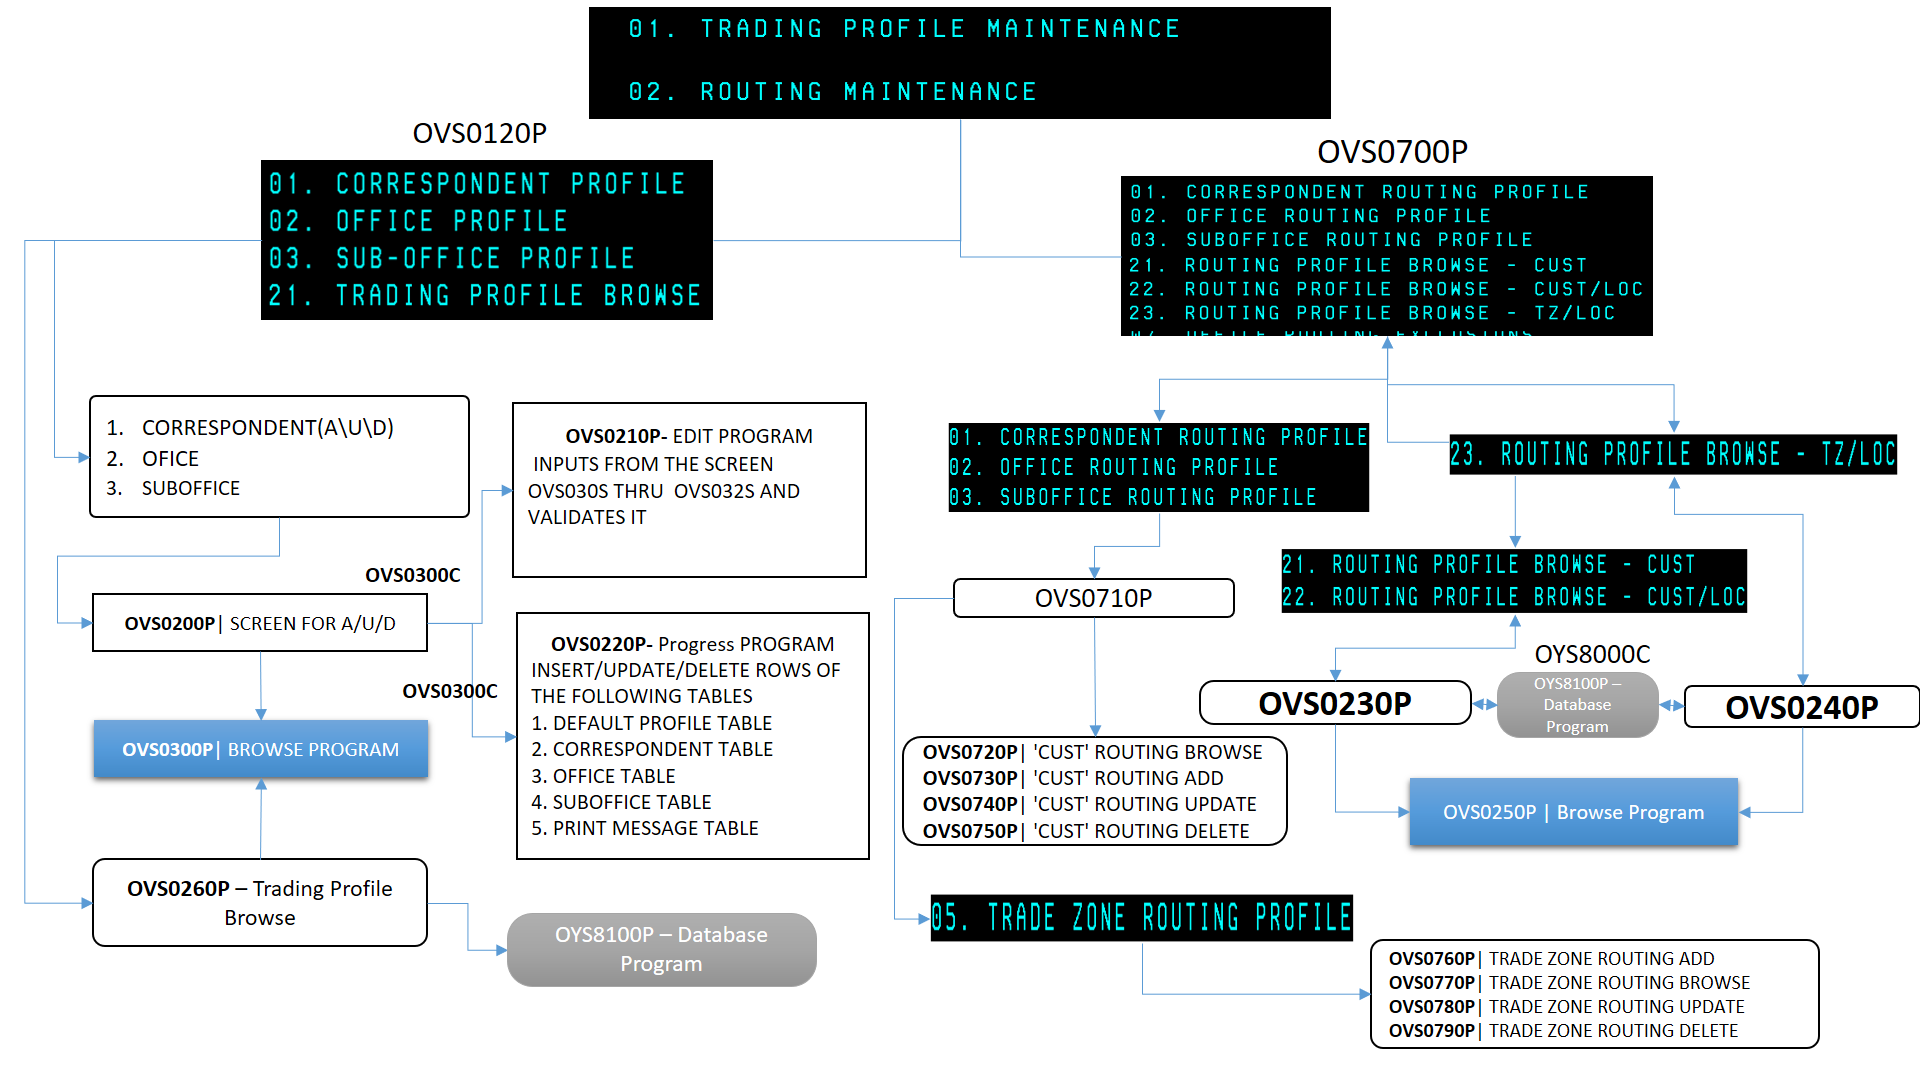 01. TRADING PROFILE MAINTENANCE
02. ROUTING MAINTENANCE
OVS0120P
01. CORRESPONDENT PROFILE
02. OFFICE PROFILE
03. SUB-OFFICE PROFILE
21. TRADING PROFILE BROWSE
OVS0700P
01. CORRESPONDENT ROUTING PROFILE
02. OFFICE ROUTING PROFILE
03. SUBOFFICE ROUTING PROFILE
21. ROUTING PROFILE BROWSE - CUST
22. ROUTING PROFILE BROWSE - CUST/LOC
23. ROUTING PROFILE BROWSE - TZ/LOC
1. CORRESPONDENT(A\U\D)
2. OFICE
3. SUBOFFICE
OVS0210P- EDIT PROGRAM
INPUTS FROM THE SCREEN
OVS030S THRU OVS032S AND
VALIDATES IT
OVS0300C
OVS0200P| SCREEN FOR A/U/D
OVS0300C
OVS0220P- Progress PROGRAM
INSERT/UPDATE/DELETE ROWS OF
THE FOLLOWING TABLES
1. DEFAULT PROFILE TABLE
2. CORRESPONDENT TABLE
3. OFFICE TABLE
4. SUBOFFICE TABLE
5. PRINT MESSAGE TABLE
OVS0300P| BROWSE PROGRAM
OVS0260P – Trading Profile
Browse
OYS8100P – Database
Program
01. CORRESPONDENT ROUTING PROFILE
02. OFFICE ROUTING PROFILE
03. SUBOFFICE ROUTING PROFILE
23. ROUTING PROFILE BROWSE - TZ/LOC
21. ROUTING PROFILE BROWSE - CUST
22. ROUTING PROFILE BROWSE - CUST/LOC
OVS0710P
OYS8000C
OVS0230P
OYS8100P –
Database
Program
OVS0240P
OVS0720P| 'CUST' ROUTING BROWSE
OVS0730P| 'CUST' ROUTING ADD
OVS0740P| 'CUST' ROUTING UPDATE
OVS0750P| 'CUST' ROUTING DELETE
OVS0250P | Browse Program
05. TRADE ZONE ROUTING PROFILE
OVS0760P| TRADE ZONE ROUTING ADD
OVS0770P| TRADE ZONE ROUTING BROWSE
OVS0780P| TRADE ZONE ROUTING UPDATE
OVS0790P| TRADE ZONE ROUTING DELETE